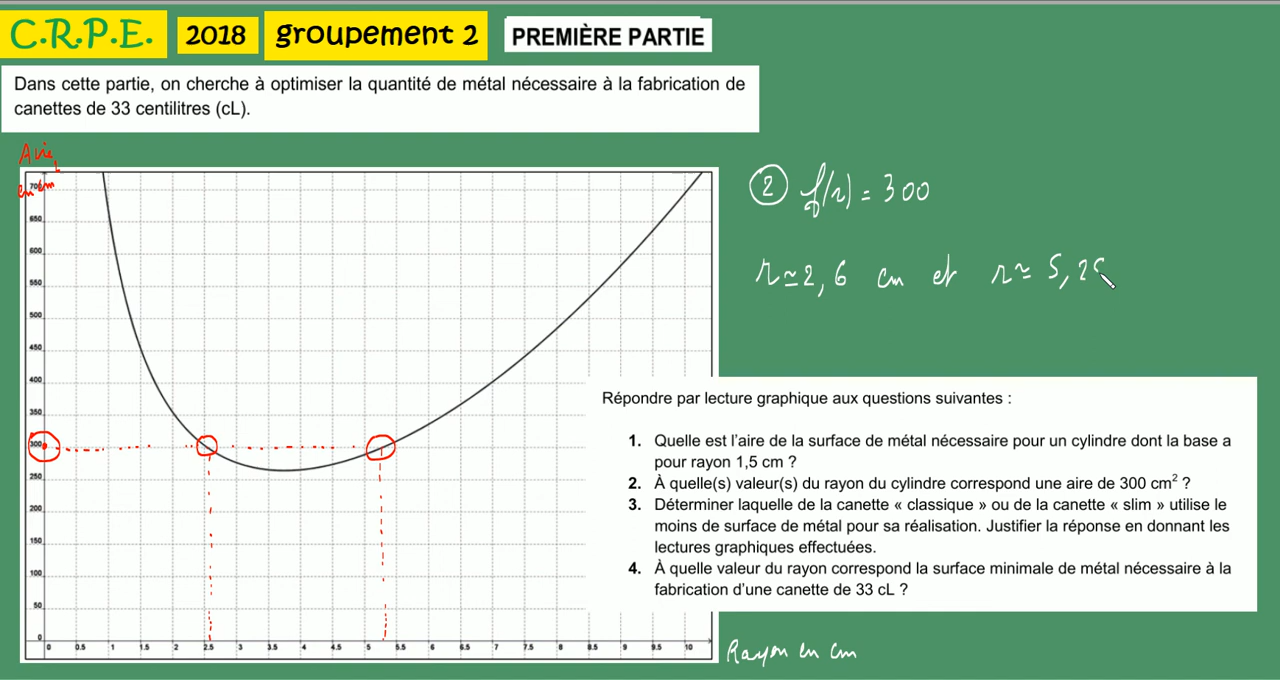 C.R.P.E. 2018 groupement 2 PREMIÈRE PARTIE
Dans cette partie, on cherche à optimiser la quantité de métal nécessaire à la fabrication de
canettes de 33 centilitres (cL).
Aire
en cm
700
650
600
550
500
450
400
350
300
250
200
150
100
50
0
0 0.5 1 1.5 2 2.5 3 3.5 4 4.5 5 5.5 6 6.5 7 7.5 8 8.5 9 9.5 10
Rayon en cm
② f(r) = 300
r ≃ 2,6 cm et r ≃ 5,25
Répondre par lecture graphique aux questions suivantes :
1. Quelle est l'aire de la surface de métal nécessaire pour un cylindre dont la base a
pour rayon 1,5 cm ?
2. À quelle(s) valeur(s) du rayon du cylindre correspond une aire de 300 cm² ?
3. Déterminer laquelle de la canette « classique » ou de la canette « slim » utilise le
moins de surface de métal pour sa réalisation. Justifier la réponse en donnant les
lectures graphiques effectuées.
4. À quelle valeur du rayon correspond la surface minimale de métal nécessaire à la
fabrication d'une canette de 33 cL ?